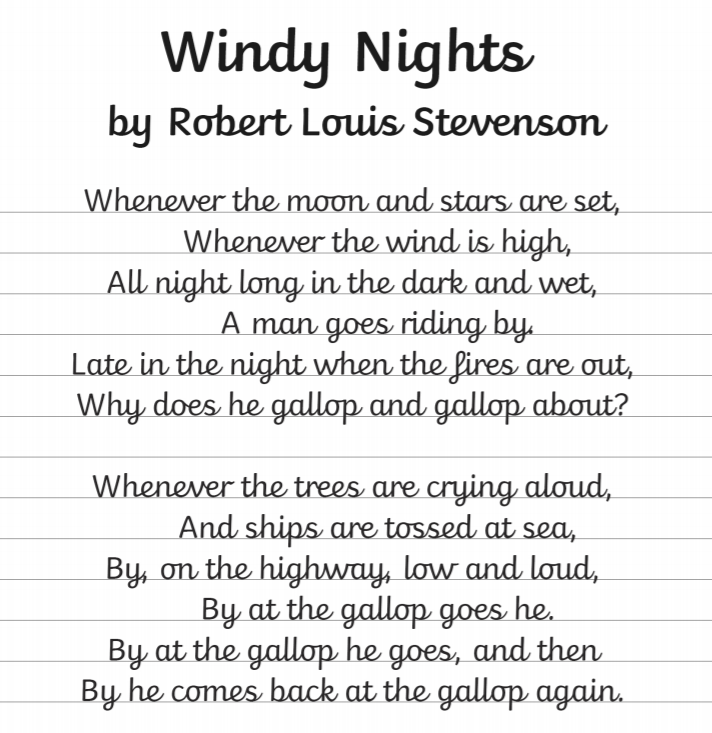 Windy Nights
by Robert Louis Stevenson
Whenever the moon and stars are set,
Whenever the wind is high,
All night long in the dark and wet,
A man goes riding by.
Late in the night when the fires are out,
Why does he gallop and gallop about?
Whenever the trees are crying aloud,
And ships are tossed at sea,
By, on the highway, low and loud,
By at the gallop goes he.
By at the gallop he goes, and then
By he comes back at the gallop again.